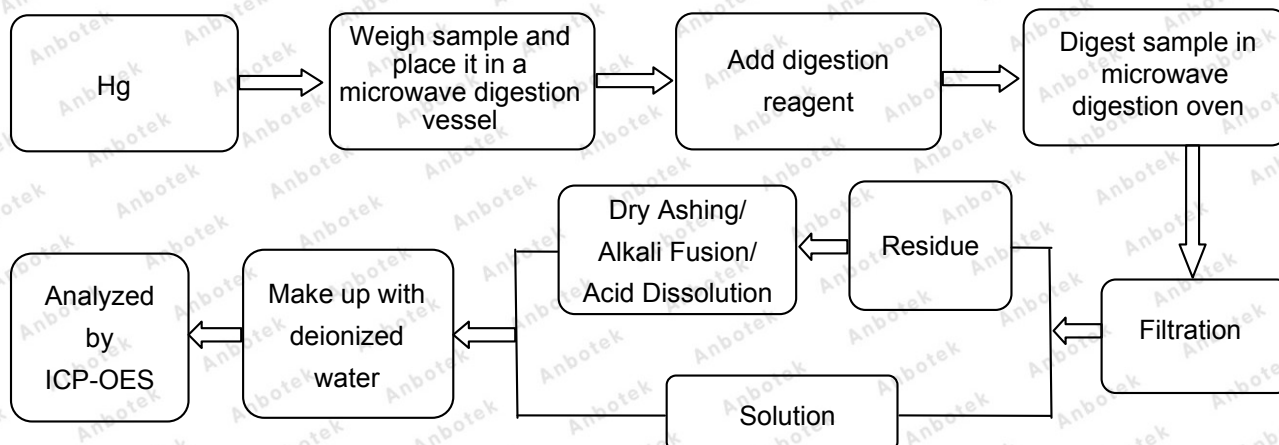 Hg
Weigh sample and
place it in a
microwave digestion
vessel
Add digestion
reagent
Digest sample in
microwave
digestion oven
Filtration
Residue
Dry Ashing/
Alkali Fusion/
Acid Dissolution
Solution
Make up with
deionized
water
Analyzed
by
ICP-OES
Anbotek